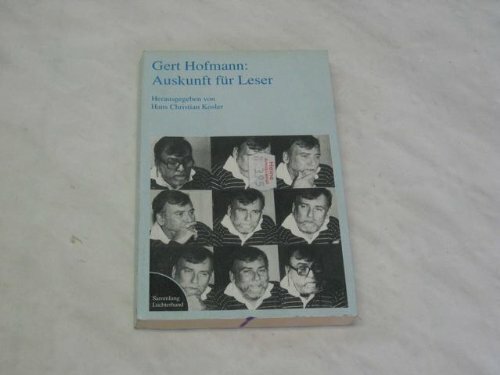 Gert Hofmann:
Auskunft für Leser
Herausgegeben von
Hans Christian Kosler
Sammlung
Luchterhand